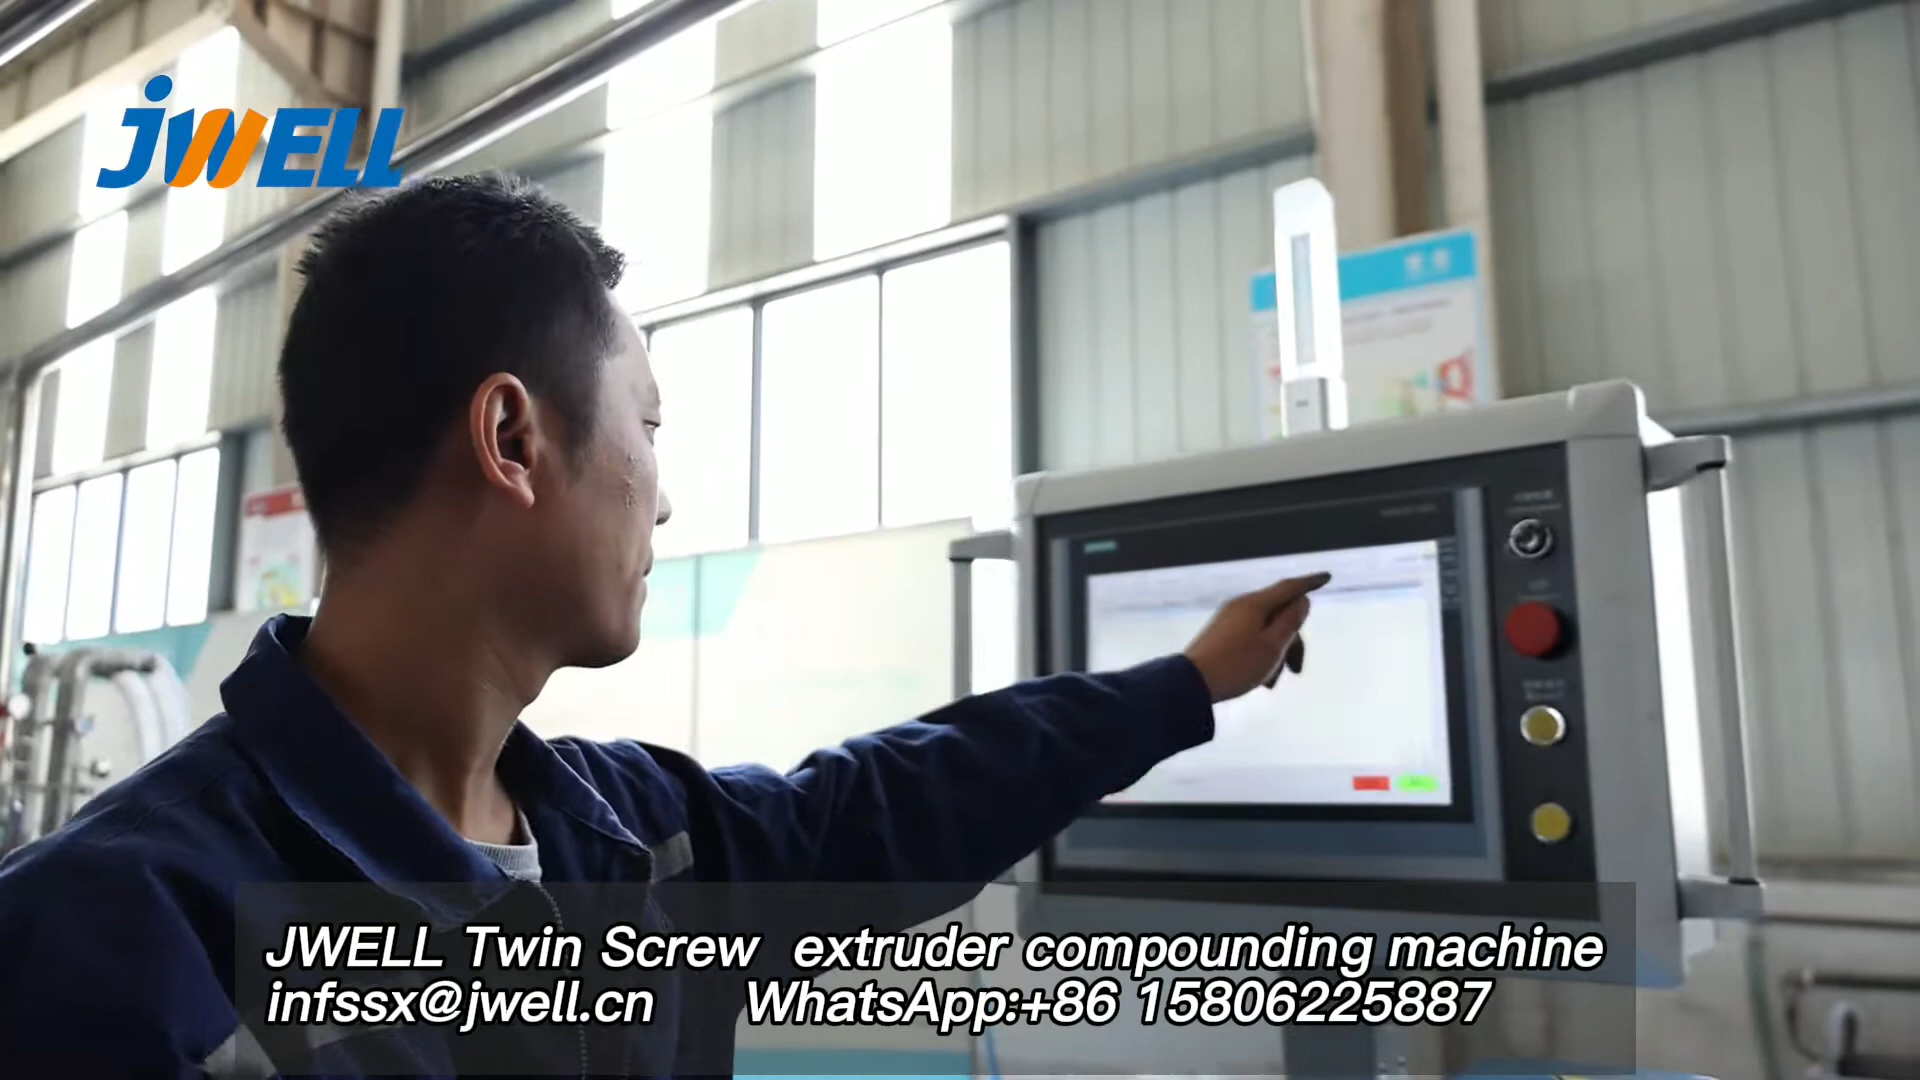 JWELL
JWELL Twin Screw extruder compounding machine
infssx@jwell.cn WhatsApp:+86 15806225887